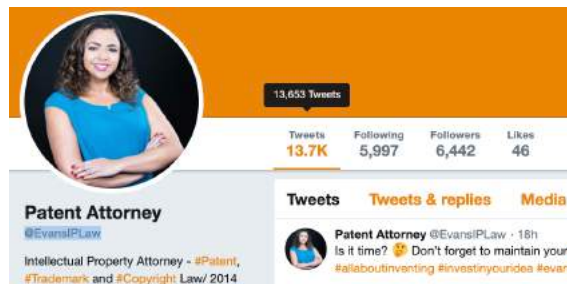 13,653 Tweets
Tweets Following Followers Likes
13.7K 5,997 6,442 46
Patent Attorney
@EvansIPLaw
Intellectual Property Attorney - #Patent,
#Trademark and #Copyright Law/ 2014
Tweets Tweets & replies Media
Patent Attorney @EvansIPLaw · 18h
Is it time? 🤔 Don't forget to maintain your
#allaboutinventing #investinyouridea #evan